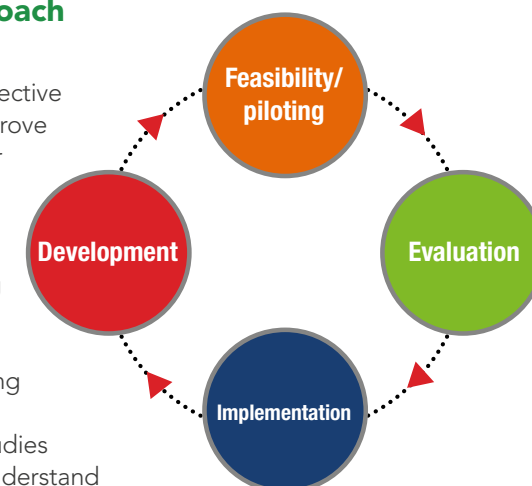 oach
ective
rove
Feasibility/
piloting
Development
Evaluation
ng
Implementation
udies
derstand